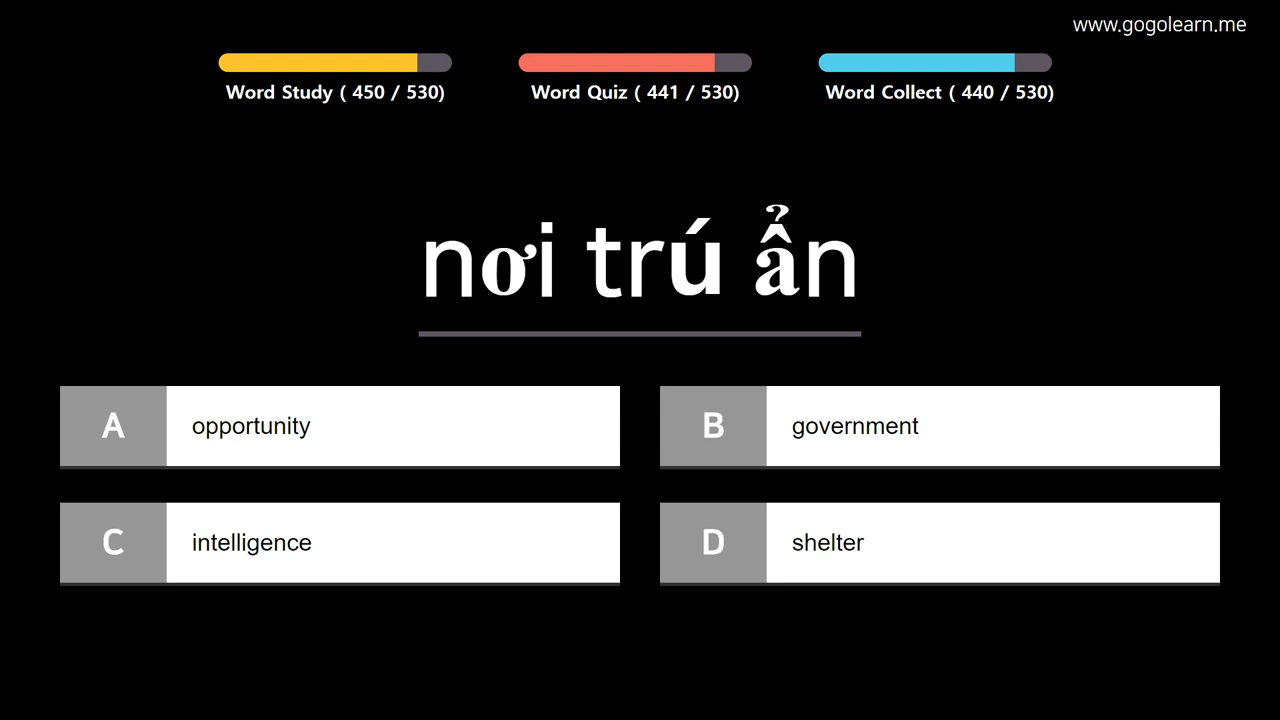 www.gogolearn.me
Word Study ( 450 / 530)
Word Quiz ( 441 / 530)
Word Collect ( 440 / 530)
nơi trú ẩn
A opportunity
B government
C intelligence
D shelter